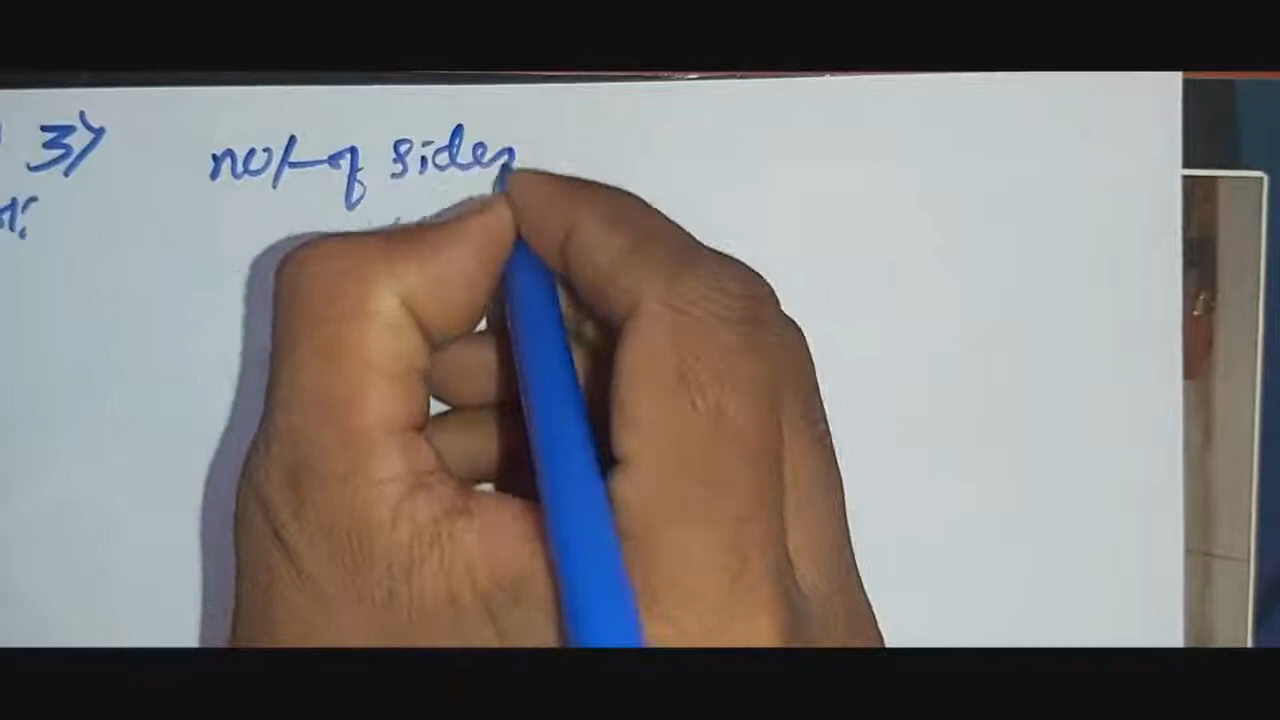 3) no/- of sides